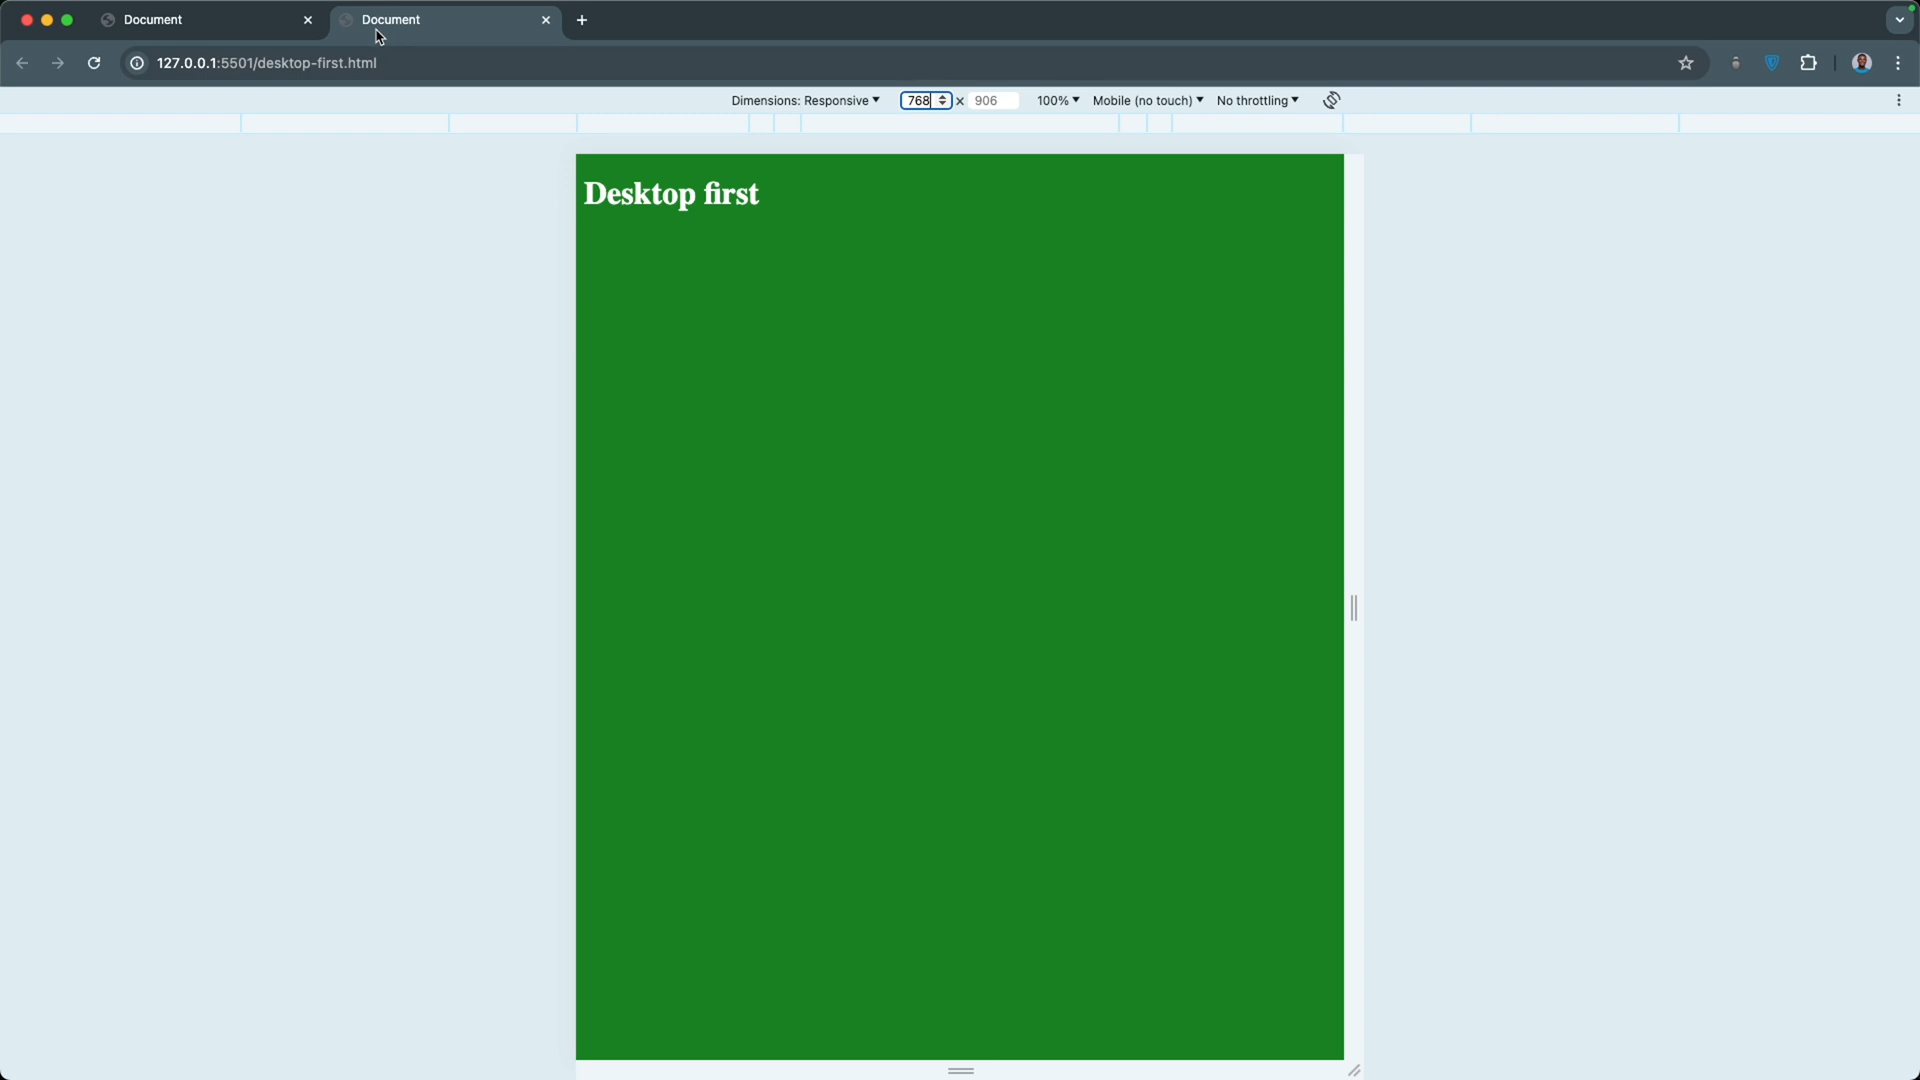 Document
Document
127.0.0.1:5501/desktop-first.html
Dimensions: Responsive 768 × 906 100% Mobile (no touch) No throttling
Desktop first